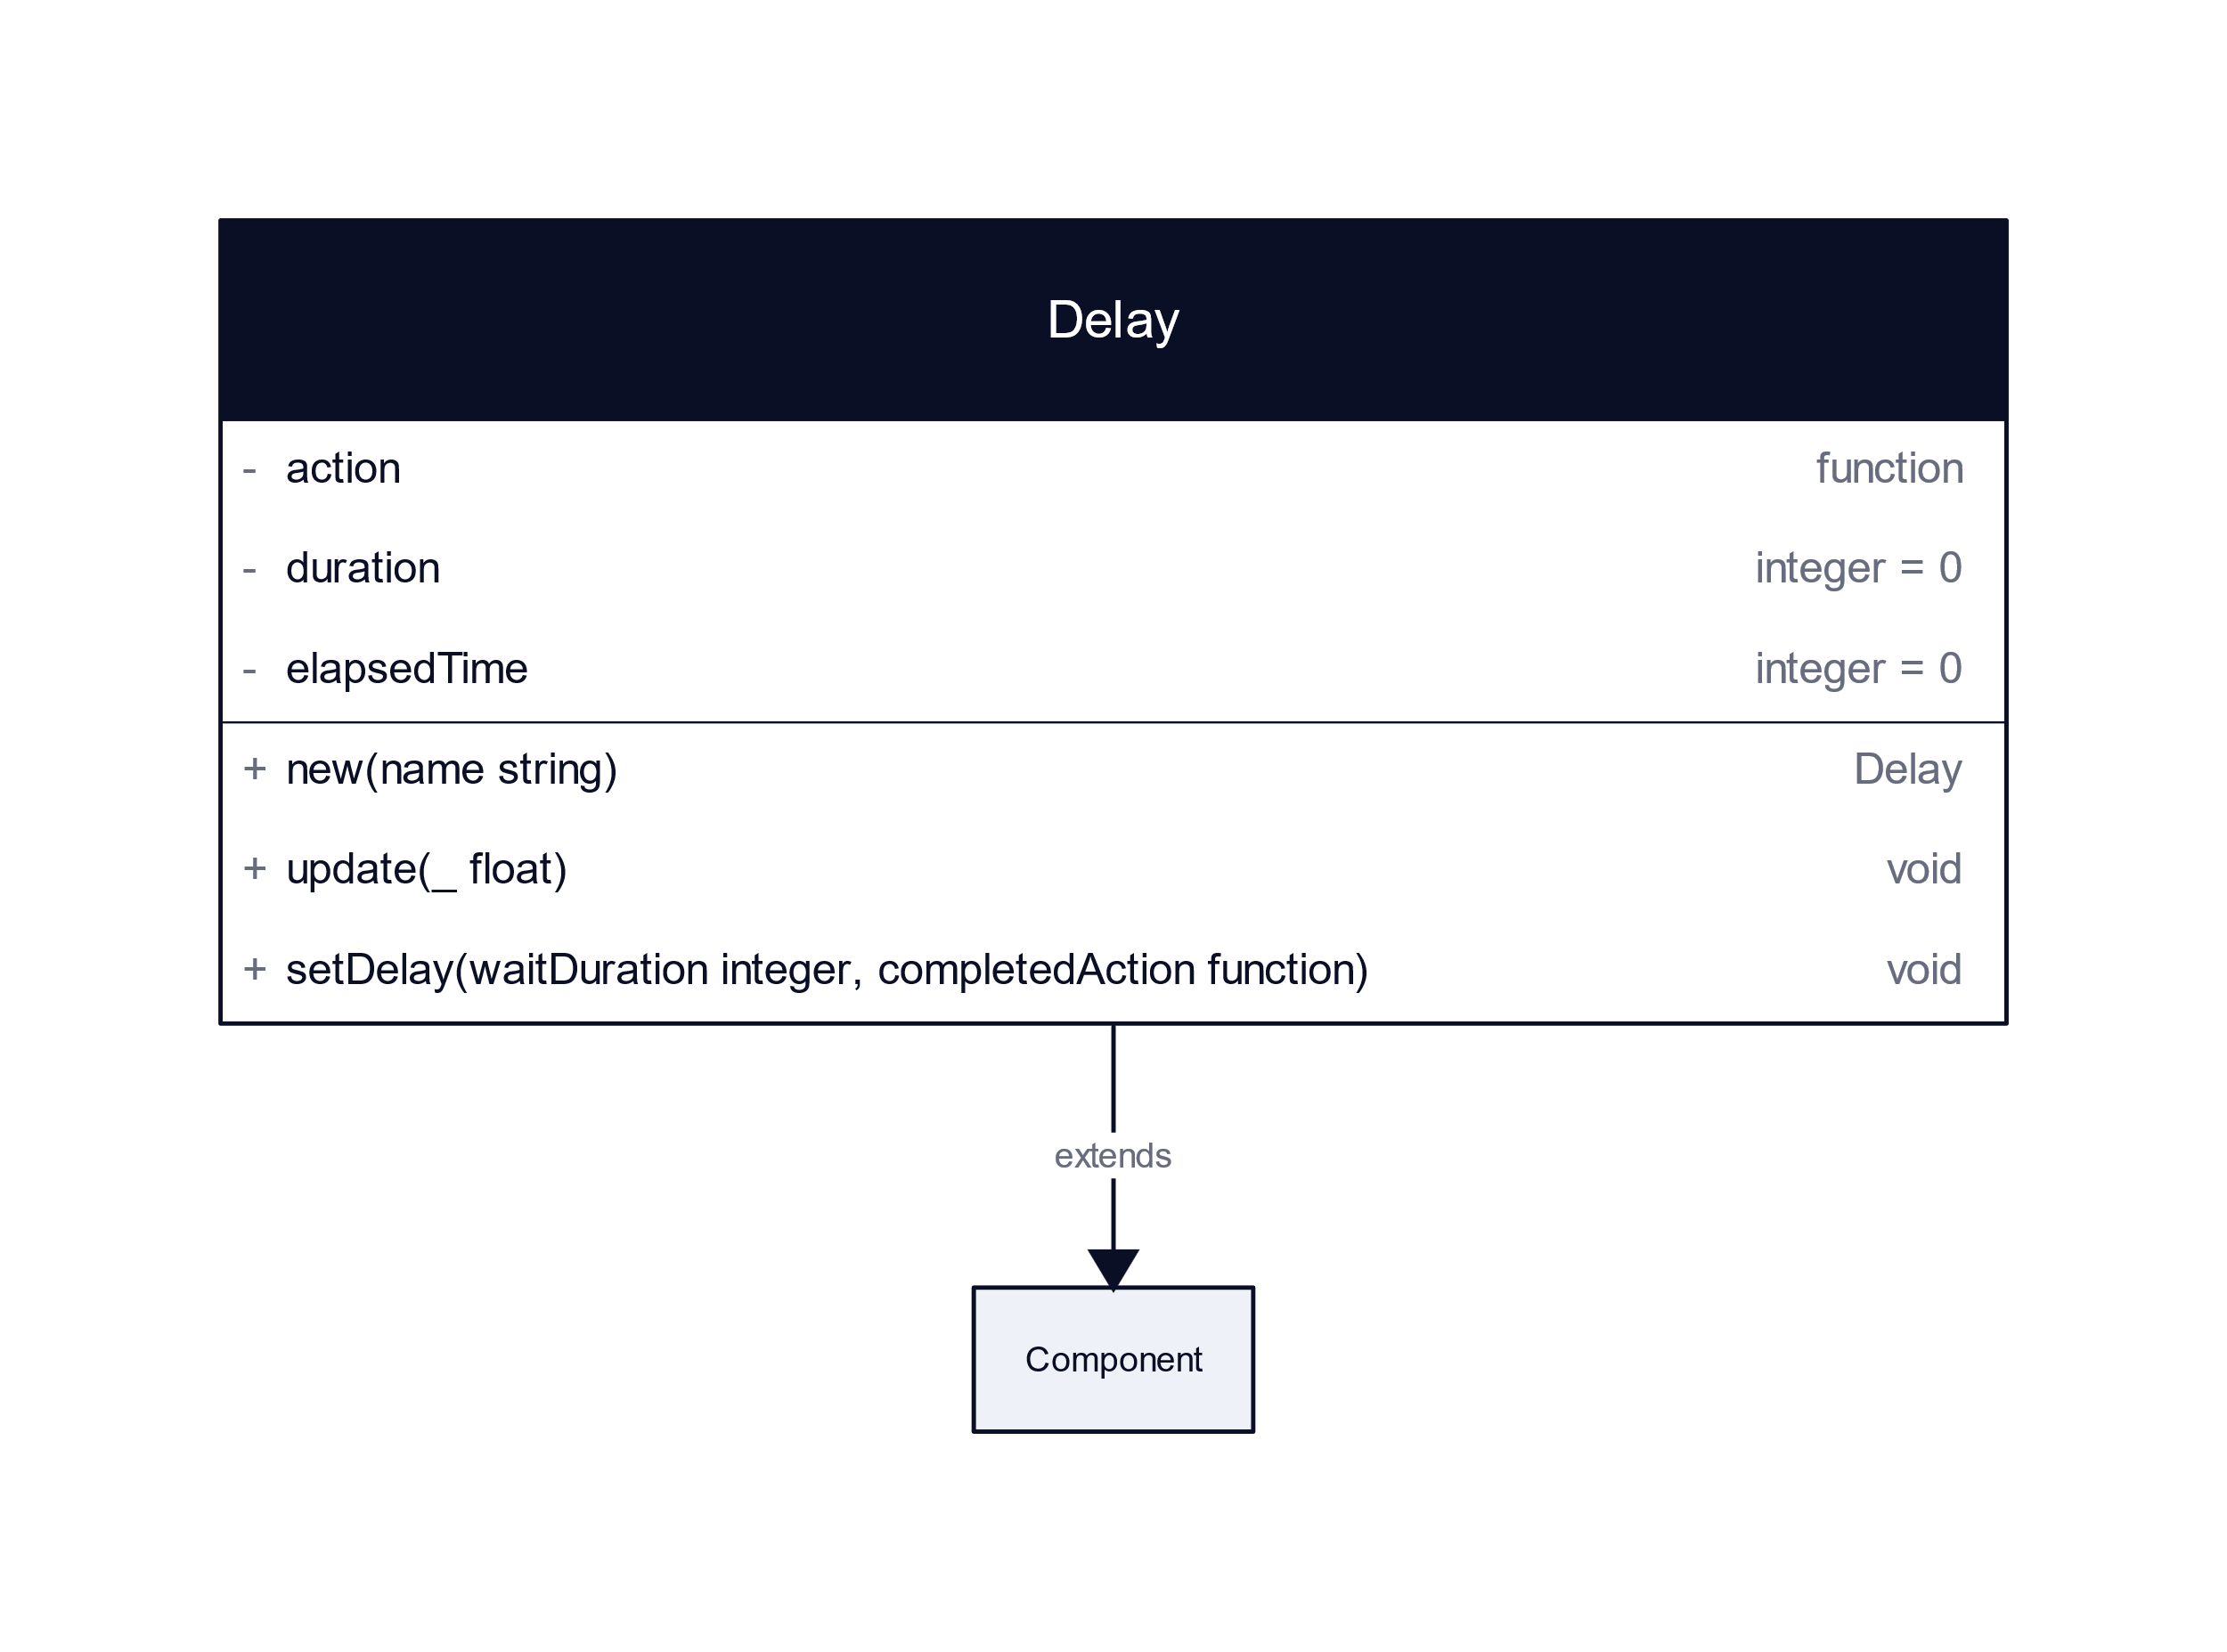 Delay
- action function
- duration integer = 0
- elapsedTime integer = 0
+ new(name string) Delay
+ update(_ float) void
+ setDelay(waitDuration integer, completedAction function) void
extends
Component